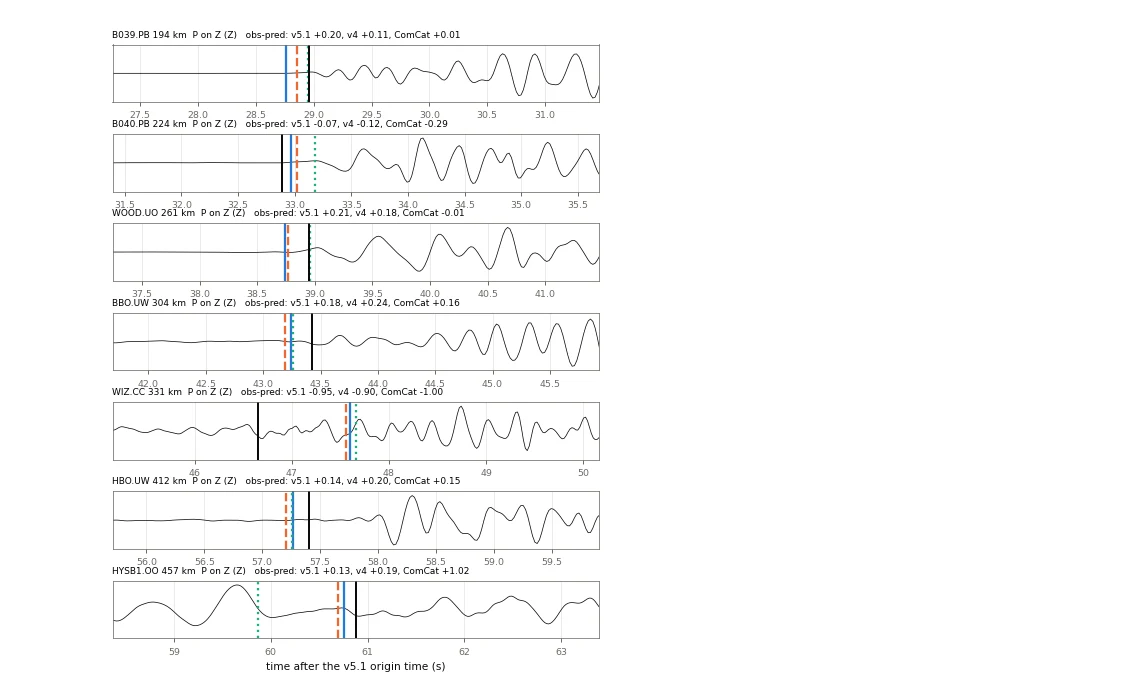 B039.PB 194 km  P on Z (Z)   obs-pred: v5.1 +0.20, v4 +0.11, ComCat +0.01
27.5 28.0 28.5 29.0 29.5 30.0 30.5 31.0
B040.PB 224 km  P on Z (Z)   obs-pred: v5.1 -0.07, v4 -0.12, ComCat -0.29
31.5 32.0 32.5 33.0 33.5 34.0 34.5 35.0 35.5
WOOD.UO 261 km  P on Z (Z)   obs-pred: v5.1 +0.21, v4 +0.18, ComCat -0.01
37.5 38.0 38.5 39.0 39.5 40.0 40.5 41.0
BBO.UW 304 km  P on Z (Z)   obs-pred: v5.1 +0.18, v4 +0.24, ComCat +0.16
42.0 42.5 43.0 43.5 44.0 44.5 45.0 45.5
WIZ.CC 331 km  P on Z (Z)   obs-pred: v5.1 -0.95, v4 -0.90, ComCat -1.00
46 47 48 49 50
HBO.UW 412 km  P on Z (Z)   obs-pred: v5.1 +0.14, v4 +0.20, ComCat +0.15
56.0 56.5 57.0 57.5 58.0 58.5 59.0 59.5
HYSB1.OO 457 km  P on Z (Z)   obs-pred: v5.1 +0.13, v4 +0.19, ComCat +1.02
59 60 61 62 63
time after the v5.1 origin time (s)